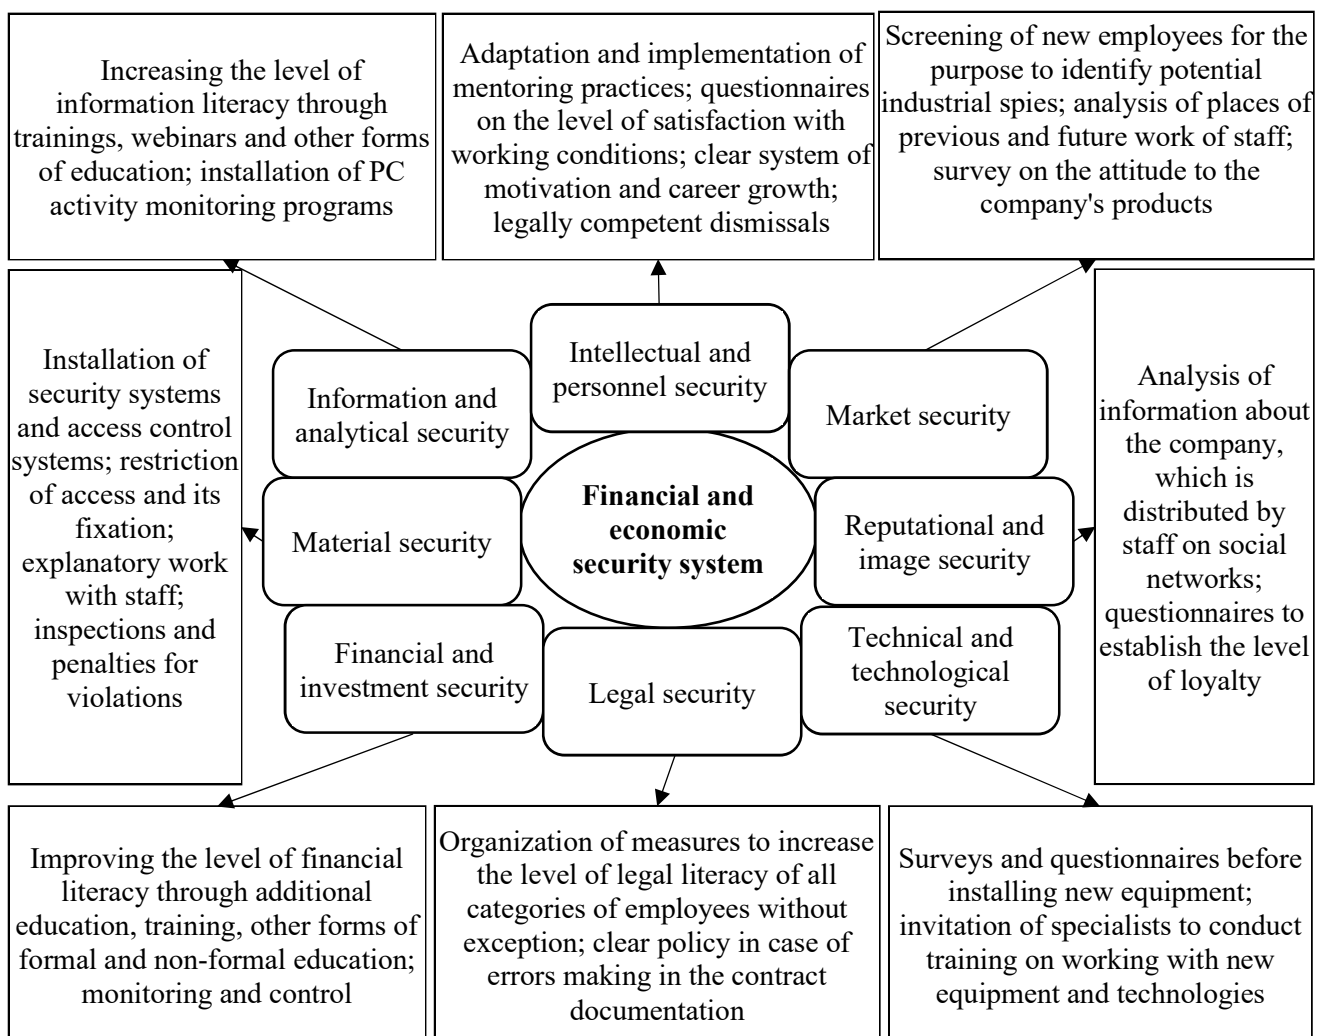 Increasing the level of
information literacy through
trainings, webinars and other forms
of education; installation of PC
activity monitoring programs
Adaptation and implementation of
mentoring practices; questionnaires
on the level of satisfaction with
working conditions; clear system of
motivation and career growth;
legally competent dismissals
Screening of new employees for the
purpose to identify potential
industrial spies; analysis of places of
previous and future work of staff;
survey on the attitude to the
company's products
Installation of
security systems
and access control
systems; restriction
of access and its
fixation;
explanatory work
with staff;
inspections and
penalties for
violations
Information and
analytical security
Intellectual and
personnel security
Market security
Material security
Financial and
economic
security system
Reputational and
image security
Financial and
investment security
Legal security
Technical and
technological
security
Analysis of
information about
the company,
which is
distributed by
staff on social
networks;
questionnaires to
establish the level
of loyalty
Improving the level of financial
literacy through additional
education, training, other forms of
formal and non-formal education;
monitoring and control
Organization of measures to increase
the level of legal literacy of all
categories of employees without
exception; clear policy in case of
errors making in the contract
documentation
Surveys and questionnaires before
installing new equipment;
invitation of specialists to conduct
training on working with new
equipment and technologies